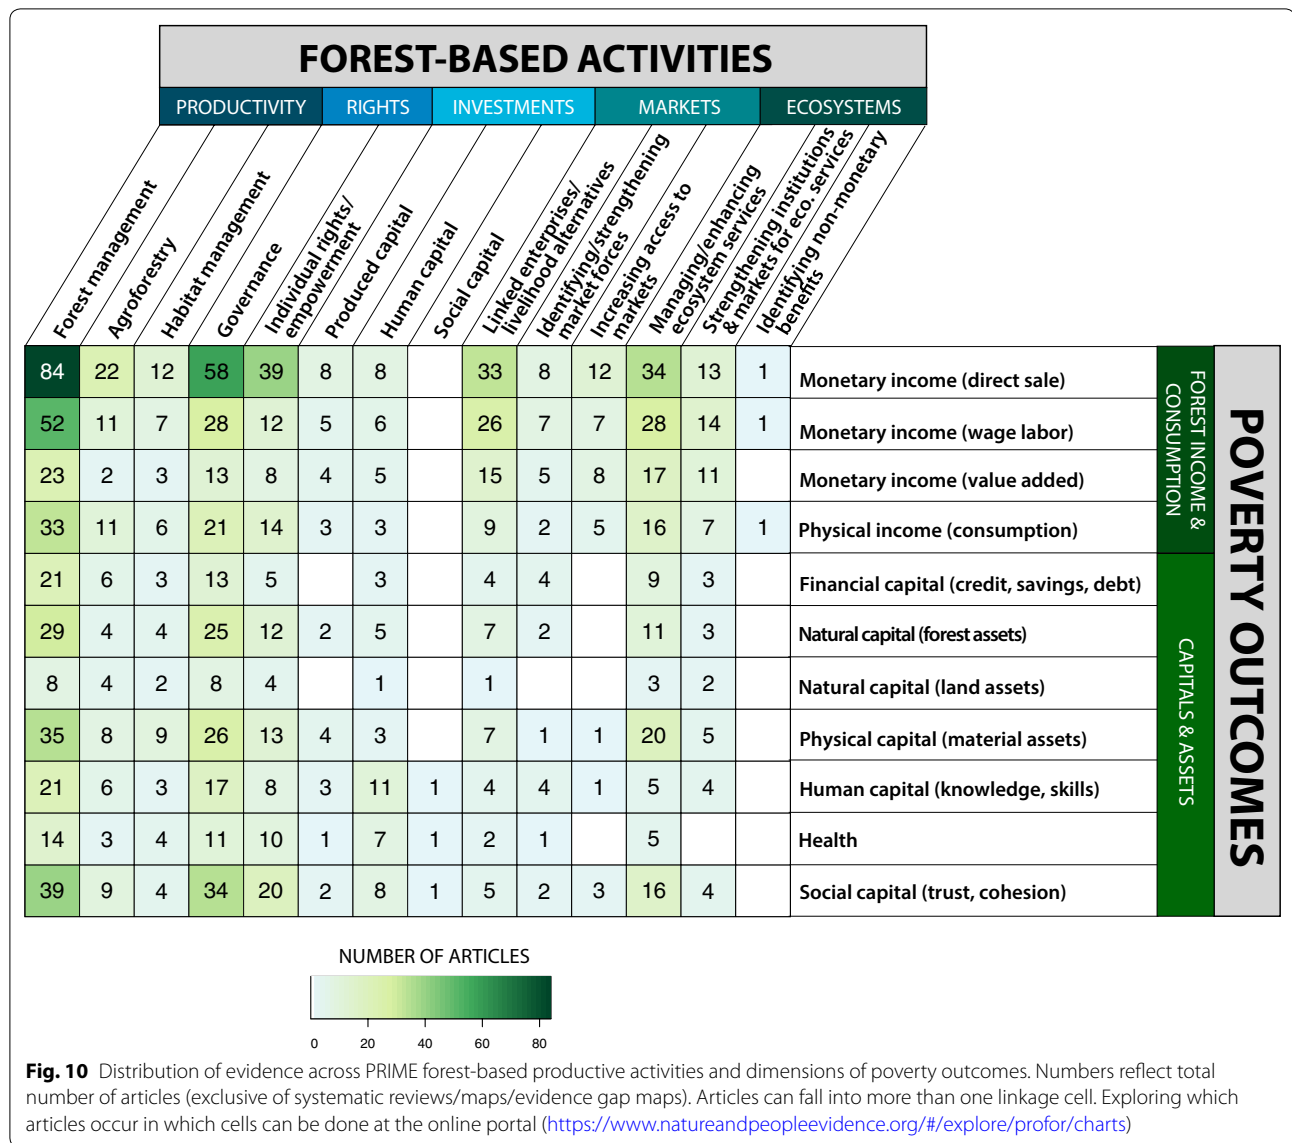 FOREST-BASED ACTIVITIES
PRODUCTIVITY RIGHTS INVESTMENTS MARKETS ECOSYSTEMS
Forest management
Agroforestry
Habitat management
Governance
Individual rights/
empowerment
Produced capital
Human capital
Social capital
Linked enterprises/
livelihood alternatives
Identifying/strengthening
market forces
Increasing access to
markets
Managing/enhancing
ecosystem services
Strengthening institutions
& markets for eco. services
Identifying non-monetary
benefits
84 22 12 58 39 8 8 33 8 12 34 13 1 Monetary income (direct sale)
52 11 7 28 12 5 6 26 7 7 28 14 1 Monetary income (wage labor)
23 2 3 13 8 4 5 15 5 8 17 11 Monetary income (value added)
33 11 6 21 14 3 3 9 2 5 16 7 1 Physical income (consumption)
21 6 3 13 5 3 4 4 9 3 Financial capital (credit, savings, debt)
29 4 4 25 12 2 5 7 2 11 3 Natural capital (forest assets)
8 4 2 8 4 1 1 3 2 Natural capital (land assets)
35 8 9 26 13 4 3 7 1 1 20 5 Physical capital (material assets)
21 6 3 17 8 3 11 1 4 4 1 5 4 Human capital (knowledge, skills)
14 3 4 11 10 1 7 1 2 1 5 Health
39 9 4 34 20 2 8 1 5 2 3 16 4 Social capital (trust, cohesion)
FOREST INCOME &
CONSUMPTION
CAPITALS & ASSETS
POVERTY OUTCOMES
NUMBER OF ARTICLES
0 20 40 60 80
Fig. 10 Distribution of evidence across PRIME forest-based productive activities and dimensions of poverty outcomes. Numbers reflect total
number of articles (exclusive of systematic reviews/maps/evidence gap maps). Articles can fall into more than one linkage cell. Exploring which
articles occur in which cells can be done at the online portal (https://www.natureandpeopleevidence.org/#/explore/profor/charts)